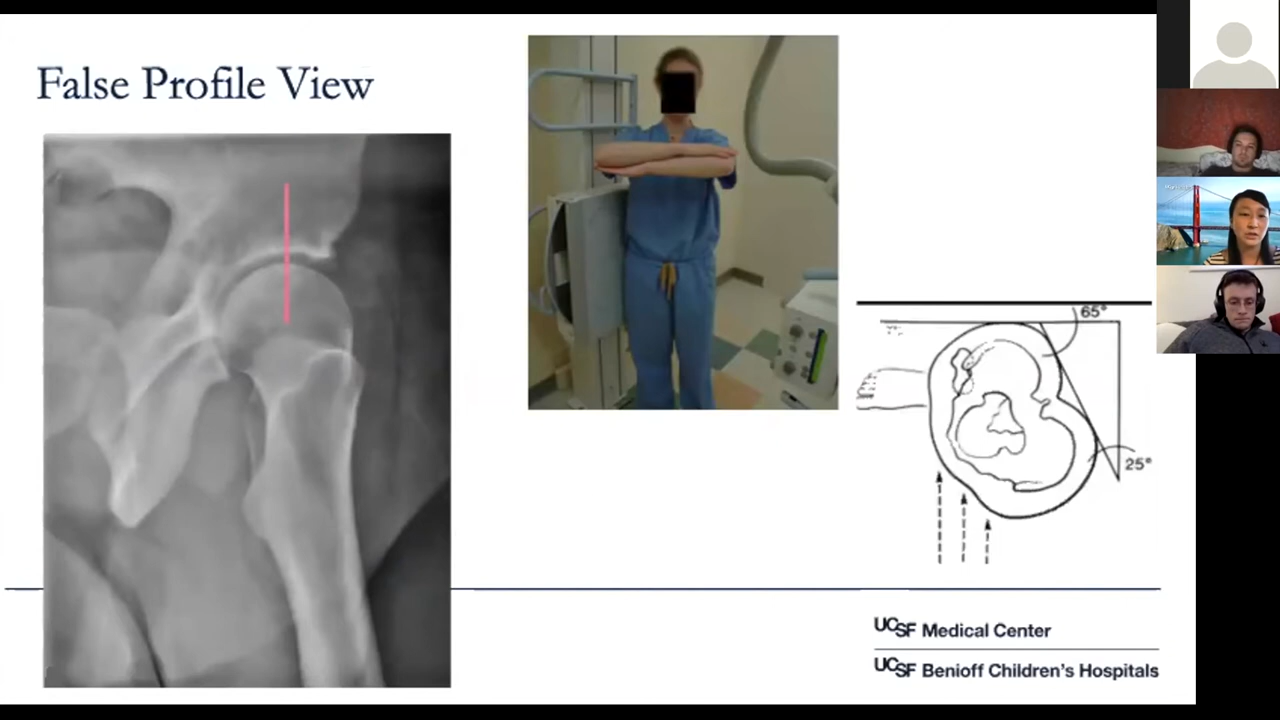 False Profile View
65°
25°
UCSF Medical Center
UCSF Benioff Children's Hospitals